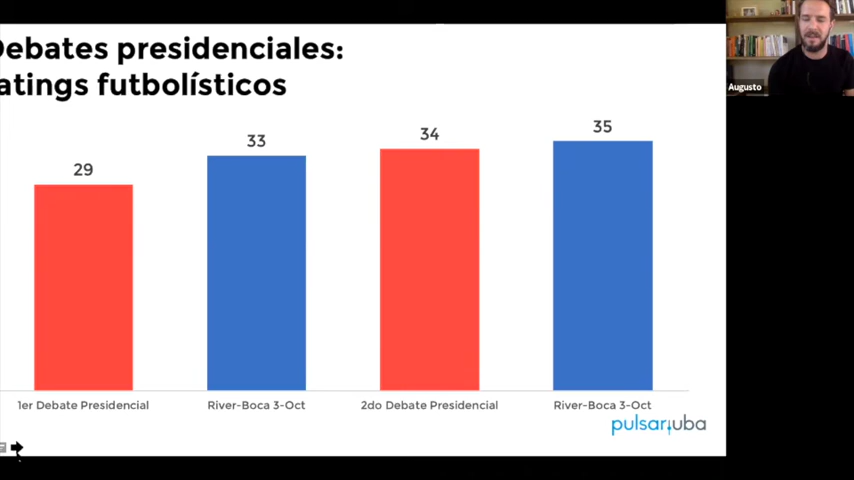 Debates presidenciales:
atings futbolísticos
29
33
34
35
1er Debate Presidencial
River-Boca 3-Oct
2do Debate Presidencial
River-Boca 3-Oct
pulsar.uba
Augusto